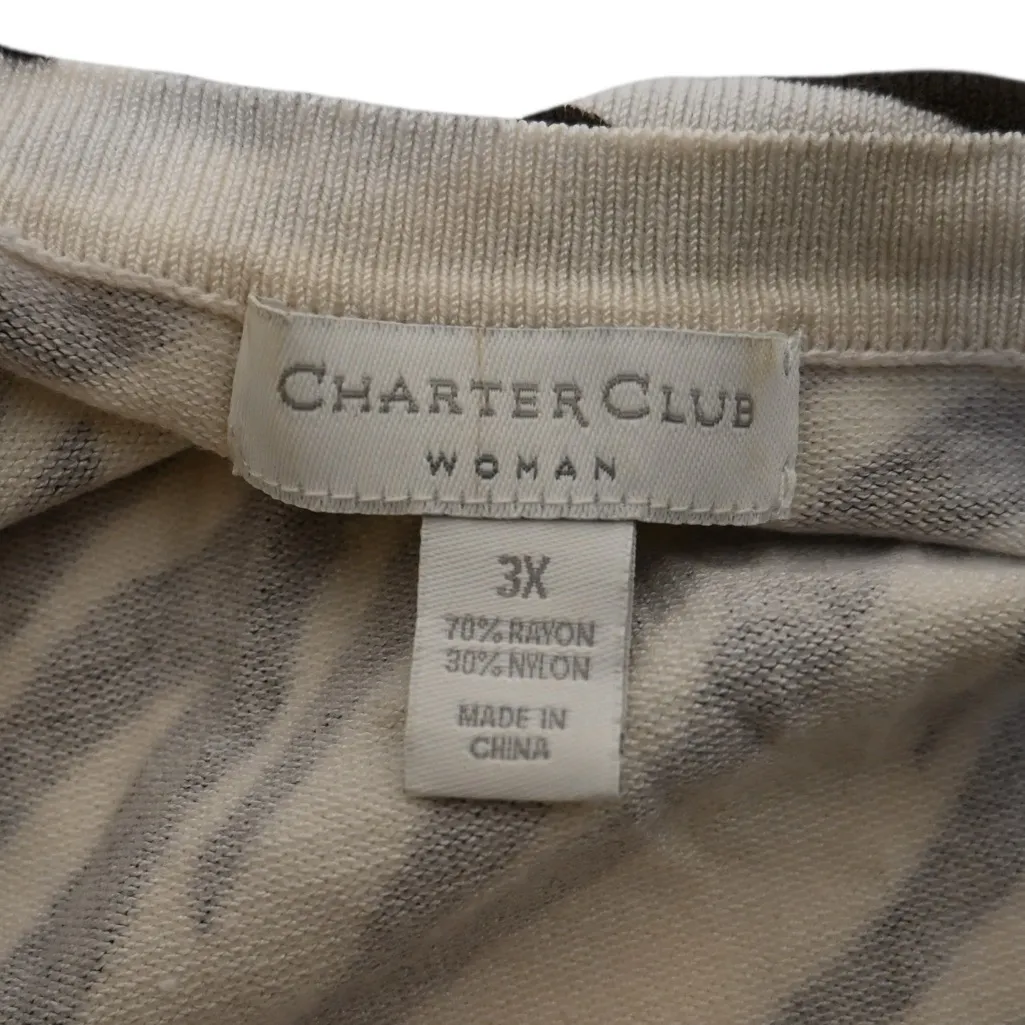 CHARTER CLUB
WOMAN
3X
70% RAYON
30% NYLON
MADE IN
CHINA